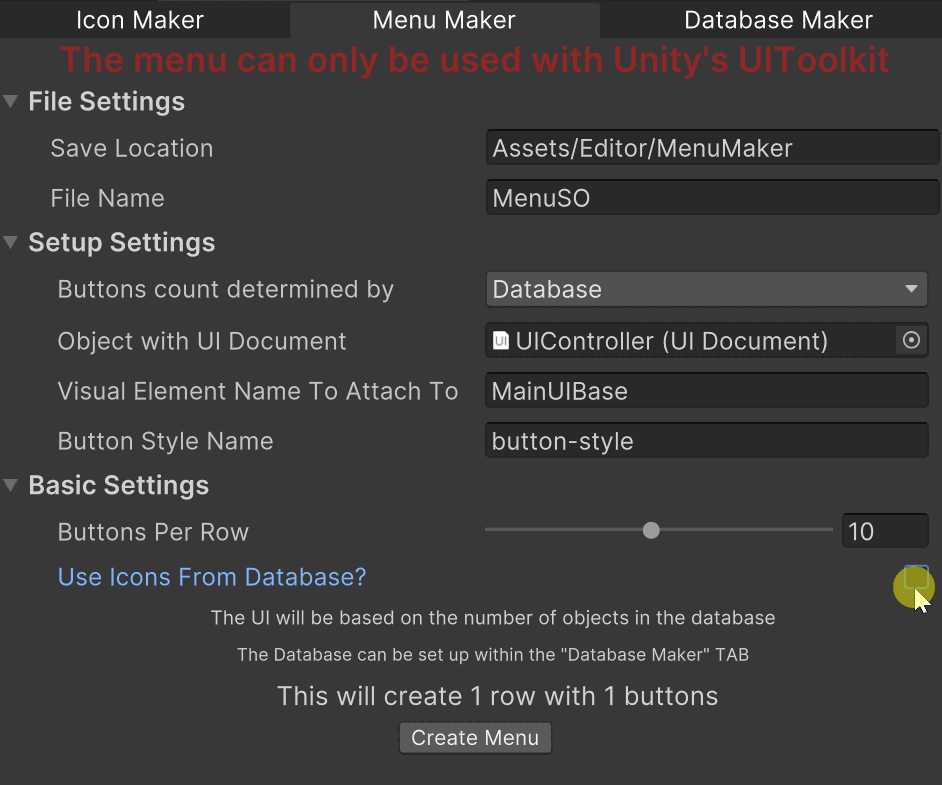 Icon Maker Menu Maker Database Maker
The menu can only be used with Unity's UIToolkit
File Settings
Save Location Assets/Editor/MenuMaker
File Name MenuSO
Setup Settings
Buttons count determined by Database
Object with UI Document UI UIController (UI Document)
Visual Element Name To Attach To MainUIBase
Button Style Name button-style
Basic Settings
Buttons Per Row 10
Use Icons From Database?
The UI will be based on the number of objects in the database
The Database can be set up within the "Database Maker" TAB
This will create 1 row with 1 buttons
Create Menu